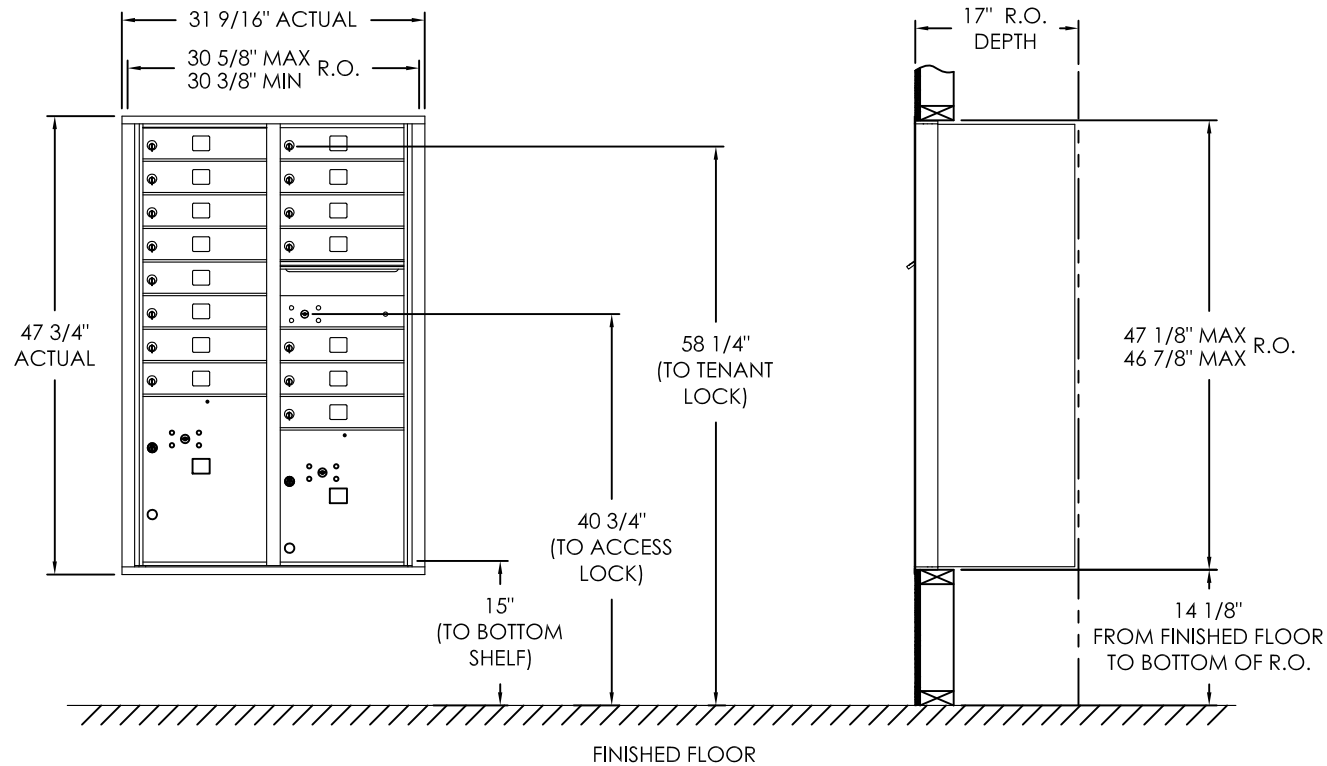 31 9/16" ACTUAL
30 5/8" MAX
30 3/8" MIN R.O.
17" R.O.
DEPTH
47 3/4"
ACTUAL
58 1/4"
(TO TENANT
LOCK)
47 1/8" MAX
46 7/8" MAX R.O.
40 3/4"
(TO ACCESS
LOCK)
15"
(TO BOTTOM
SHELF)
14 1/8"
FROM FINISHED FLOOR
TO BOTTOM OF R.O.
FINISHED FLOOR